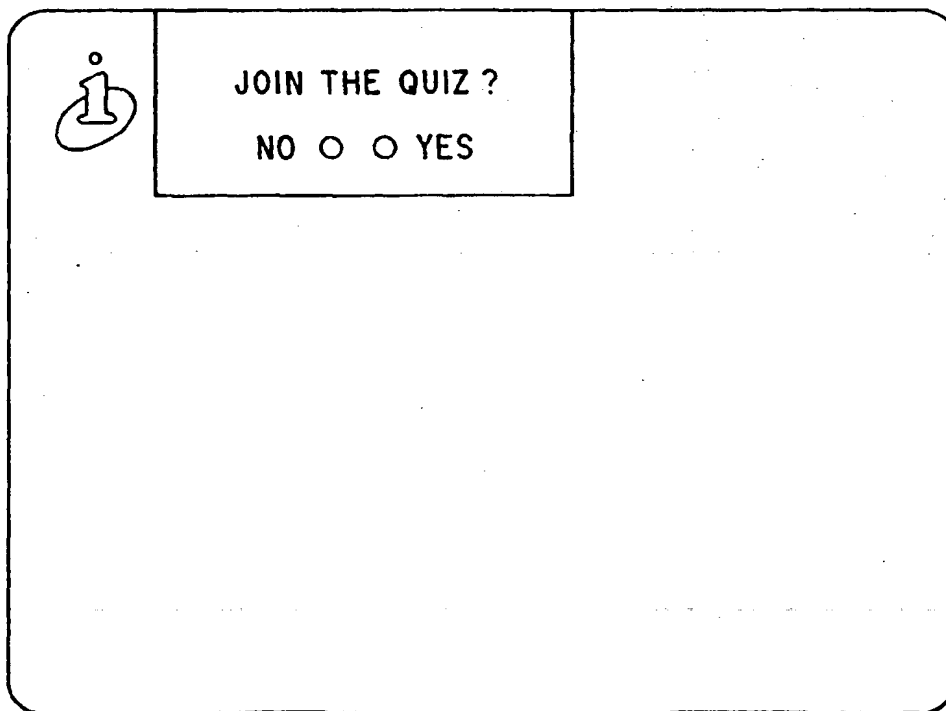 i
JOIN THE QUIZ ?
NO ○ ○ YES